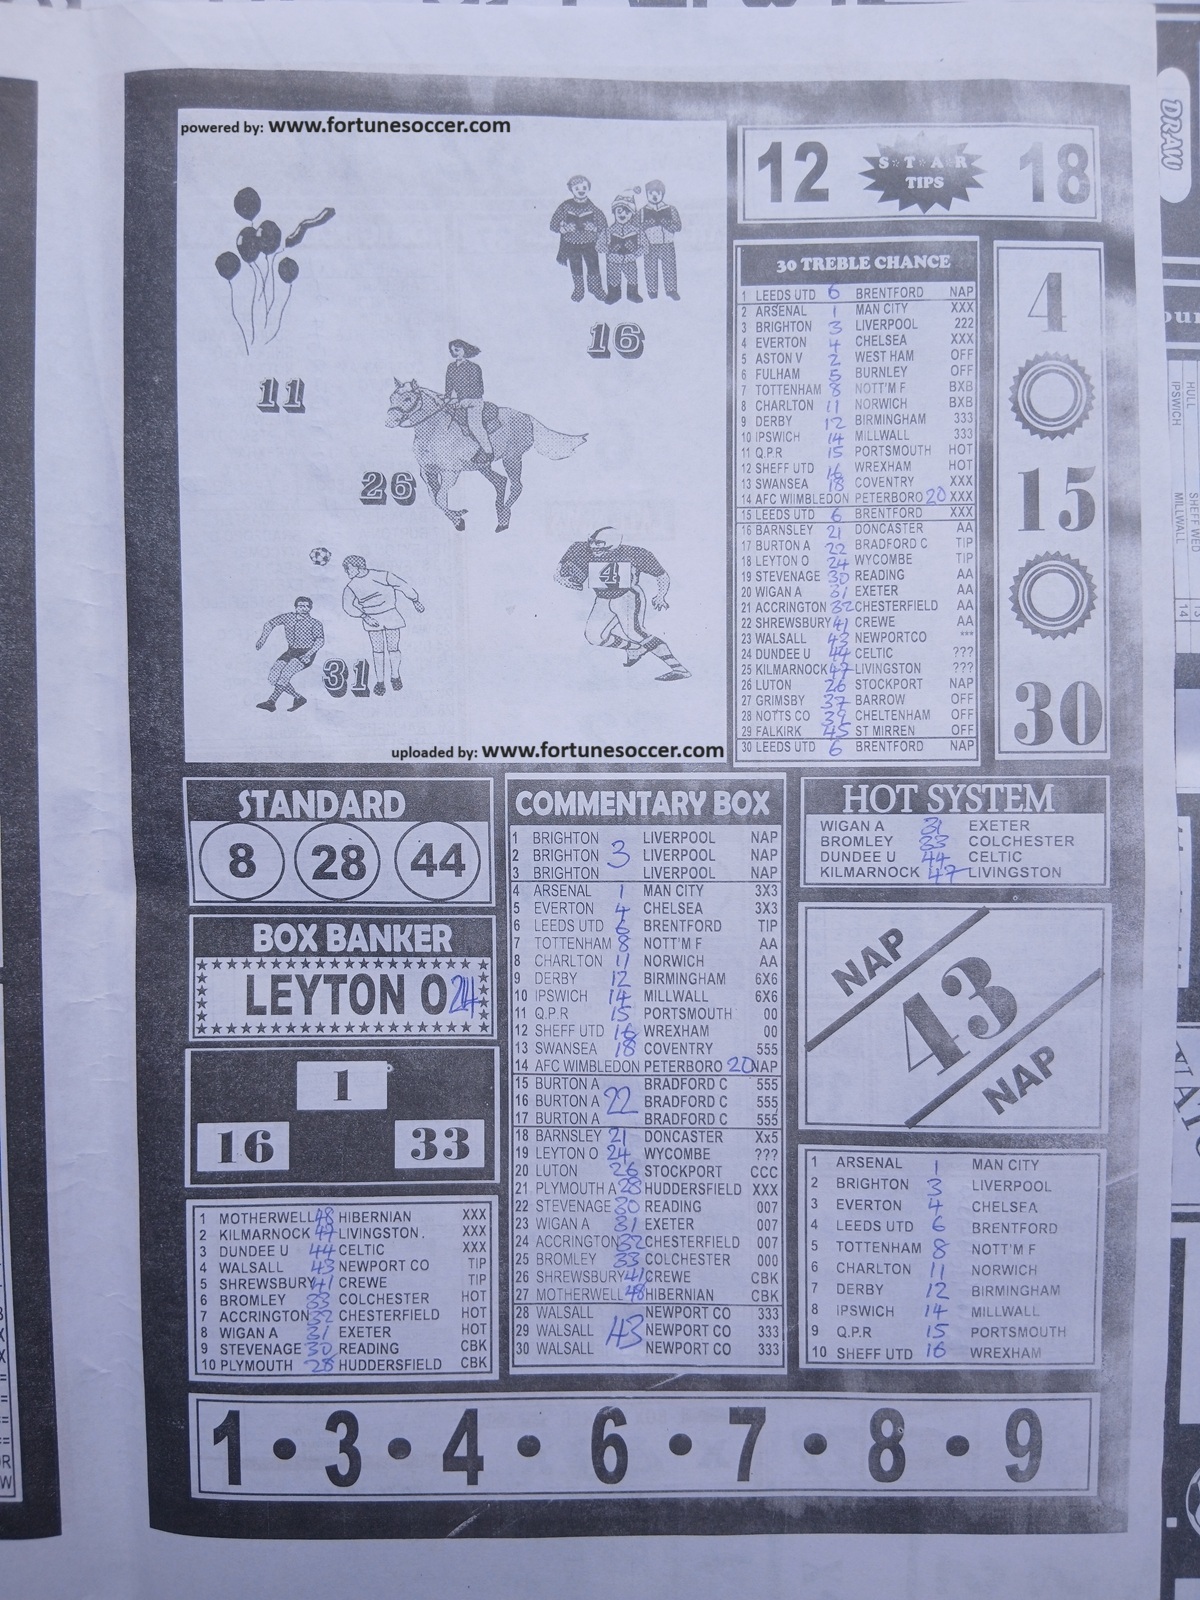 powered by: www.fortunesoccer.com
11
16
26
4
31
uploaded by: www.fortunesoccer.com
12 STAR TIPS 18
30 TREBLE CHANCE
1 LEEDS UTD 6 BRENTFORD NAP
2 ARSENAL 1 MAN CITY XXX
3 BRIGHTON 3 LIVERPOOL 222
4 EVERTON 4 CHELSEA XXX
5 ASTON V 2 WEST HAM OFF
6 FULHAM 5 BURNLEY OFF
7 TOTTENHAM 8 NOTT'M F BXB
8 CHARLTON 11 NORWICH BXB
9 DERBY 12 BIRMINGHAM 333
10 IPSWICH 14 MILLWALL 333
11 Q.P.R 15 PORTSMOUTH HOT
12 SHEFF UTD 16 WREXHAM HOT
13 SWANSEA 18 COVENTRY XXX
14 AFC WIIMBLEDON PETERBORO 20 XXX
15 LEEDS UTD 6 BRENTFORD XXX
16 BARNSLEY 21 DONCASTER AA
17 BURTON A 22 BRADFORD C TIP
18 LEYTON O 24 WYCOMBE TIP
19 STEVENAGE 30 READING AA
20 WIGAN A 31 EXETER AA
21 ACCRINGTON 32 CHESTERFIELD AA
22 SHREWSBURY 41 CREWE AA
23 WALSALL 43 NEWPORTCO ***
24 DUNDEE U 44 CELTIC ???
25 KILMARNOCK 47 LIVINGSTON ???
26 LUTON 26 STOCKPORT NAP
27 GRIMSBY 37 BARROW OFF
28 NOTTS CO 39 CHELTENHAM OFF
29 FALKIRK 45 ST MIRREN OFF
30 LEEDS UTD 6 BRENTFORD NAP
4
15
30
STANDARD
8 28 44
BOX BANKER
LEYTON O 24
1
16 33
1 MOTHERWELL 48 HIBERNIAN XXX
2 KILMARNOCK 47 LIVINGSTON. XXX
3 DUNDEE U 44 CELTIC XXX
4 WALSALL 43 NEWPORT CO TIP
5 SHREWSBURY 41 CREWE TIP
6 BROMLEY 33 COLCHESTER HOT
7 ACCRINGTON 32 CHESTERFIELD HOT
8 WIGAN A 31 EXETER HOT
9 STEVENAGE 30 READING CBK
10 PLYMOUTH 28 HUDDERSFIELD CBK
COMMENTARY BOX
1 BRIGHTON LIVERPOOL NAP
2 BRIGHTON 3 LIVERPOOL NAP
3 BRIGHTON LIVERPOOL NAP
4 ARSENAL 1 MAN CITY 3X3
5 EVERTON 4 CHELSEA 3X3
6 LEEDS UTD 6 BRENTFORD TIP
7 TOTTENHAM 8 NOTT'M F AA
8 CHARLTON 11 NORWICH AA
9 DERBY 12 BIRMINGHAM 6X6
10 IPSWICH 14 MILLWALL 6X6
11 Q.P.R 15 PORTSMOUTH 00
12 SHEFF UTD 16 WREXHAM 00
13 SWANSEA 18 COVENTRY 555
14 AFC WIMBLEDON PETERBORO 20 NAP
15 BURTON A BRADFORD C 555
16 BURTON A 22 BRADFORD C 555
17 BURTON A BRADFORD C 555
18 BARNSLEY 21 DONCASTER Xx5
19 LEYTON O 24 WYCOMBE ???
20 LUTON 26 STOCKPORT CCC
21 PLYMOUTH A 28 HUDDERSFIELD XXX
22 STEVENAGE 30 READING 007
23 WIGAN A 31 EXETER 007
24 ACCRINGTON 32 CHESTERFIELD 007
25 BROMLEY 33 COLCHESTER 000
26 SHREWSBURY 41 CREWE CBK
27 MOTHERWELL 48 HIBERNIAN CBK
28 WALSALL NEWPORT CO 333
29 WALSALL 43 NEWPORT CO 333
30 WALSALL NEWPORT CO 333
HOT SYSTEM
WIGAN A 31 EXETER
BROMLEY 33 COLCHESTER
DUNDEE U 44 CELTIC
KILMARNOCK 47 LIVINGSTON
NAP
43
NAP
1 ARSENAL 1 MAN CITY
2 BRIGHTON 3 LIVERPOOL
3 EVERTON 4 CHELSEA
4 LEEDS UTD 6 BRENTFORD
5 TOTTENHAM 8 NOTT'M F
6 CHARLTON 11 NORWICH
7 DERBY 12 BIRMINGHAM
8 IPSWICH 14 MILLWALL
9 Q.P.R 15 PORTSMOUTH
10 SHEFF UTD 16 WREXHAM
1 • 3 • 4 • 6 • 7 • 8 • 9
DRAW
HULL
IPSWICH
SHEFF WED
MILLWALL
14